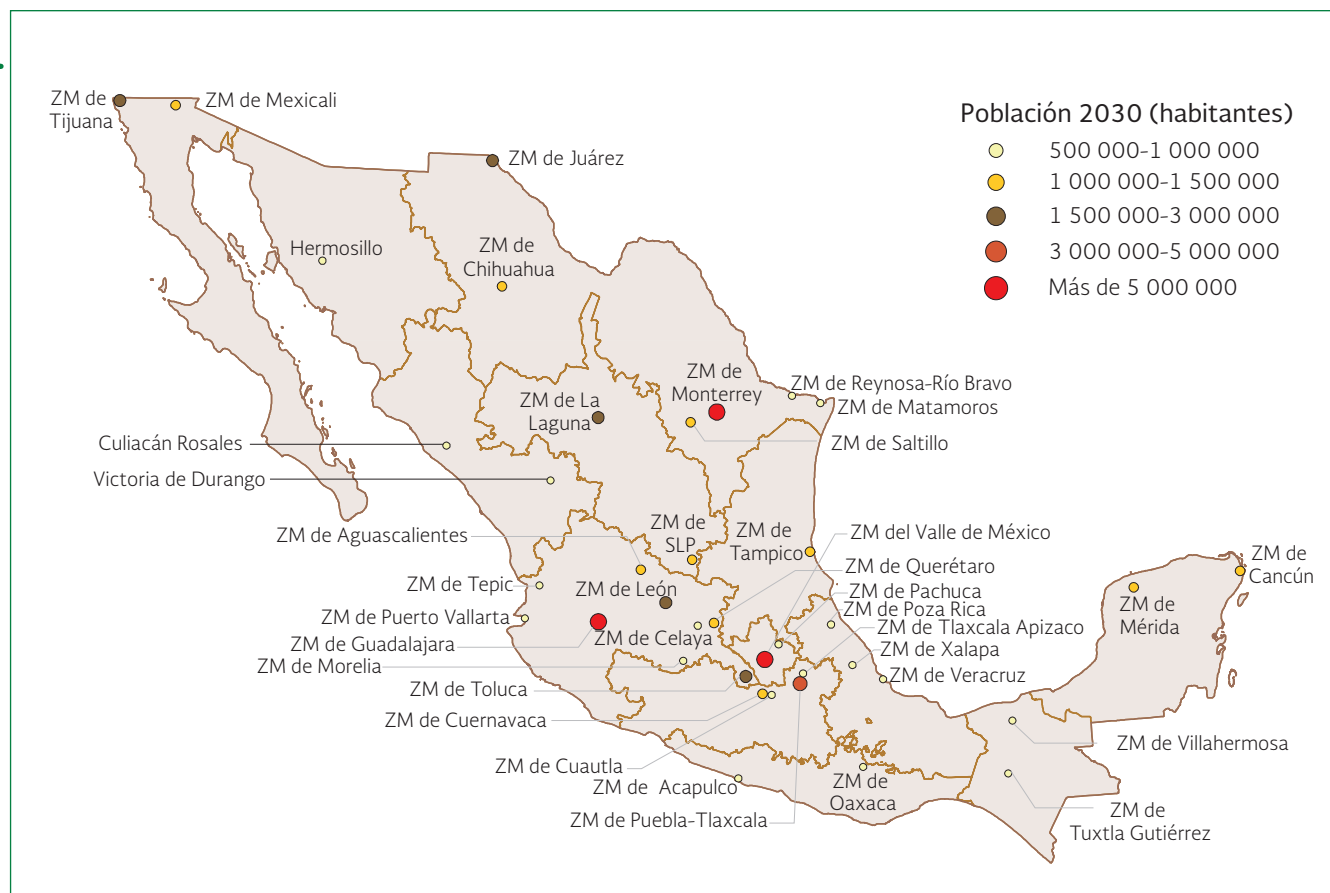 ZM de
Tijuana
ZM de Mexicali
ZM de Juárez
Hermosillo
ZM de
Chihuahua
Población 2030 (habitantes)
500 000-1 000 000
1 000 000-1 500 000
1 500 000-3 000 000
3 000 000-5 000 000
Más de 5 000 000
ZM de
Monterrey
ZM de Reynosa-Río Bravo
ZM de Matamoros
ZM de La
Laguna
ZM de Saltillo
Culiacán Rosales
Victoria de Durango
ZM de Aguascalientes
ZM de
SLP
ZM de
Tampico
ZM del Valle de México
ZM de Querétaro
ZM de Pachuca
ZM de Poza Rica
ZM de Tlaxcala Apizaco
ZM de Xalapa
ZM de Veracruz
ZM de
Cancún
ZM de
Mérida
ZM de Tepic
ZM de León
ZM de Puerto Vallarta
ZM de Celaya
ZM de Guadalajara
ZM de Morelia
ZM de Toluca
ZM de Cuernavaca
ZM de Cuautla
ZM de Acapulco
ZM de Puebla-Tlaxcala
ZM de
Oaxaca
ZM de Villahermosa
ZM de
Tuxtla Gutiérrez